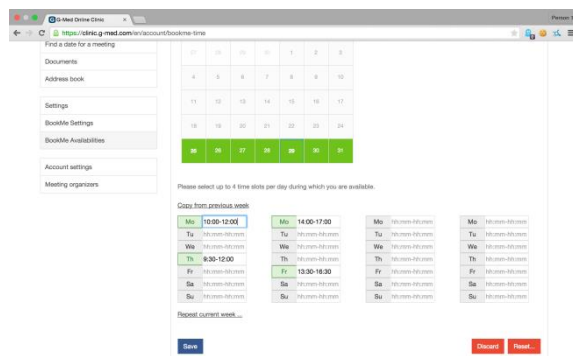 G-Med Online Clinic
Person 1
https://clinic.g-med.com/en/account/bookme-time
Find a date for a meeting
Documents
Address book
Settings
BookMe Settings
BookMe Availabilities
Account settings
Meeting organizers
1 2 3
4 5 6 7 8 9 10
11 12 13 14 15 16 17
18 19 20 21 22 23 24
25 26 27 28 29 30 31
Please select up to 4 time slots per day during which you are available.
Copy from previous week
Mo 10:00-12:00 Mo 14:00-17:00 Mo hh:mm-hh:mm Mo hh:mm-hh:mm
Tu hh:mm-hh:mm Tu hh:mm-hh:mm Tu hh:mm-hh:mm Tu hh:mm-hh:mm
We hh:mm-hh:mm We hh:mm-hh:mm We hh:mm-hh:mm We hh:mm-hh:mm
Th 9:30-12:00 Th hh:mm-hh:mm Th hh:mm-hh:mm Th hh:mm-hh:mm
Fr hh:mm-hh:mm Fr 13:30-16:30 Fr hh:mm-hh:mm Fr hh:mm-hh:mm
Sa hh:mm-hh:mm Sa hh:mm-hh:mm Sa hh:mm-hh:mm Sa hh:mm-hh:mm
Su hh:mm-hh:mm Su hh:mm-hh:mm Su hh:mm-hh:mm Su hh:mm-hh:mm
Repeat current week ...
Save
Discard
Reset...